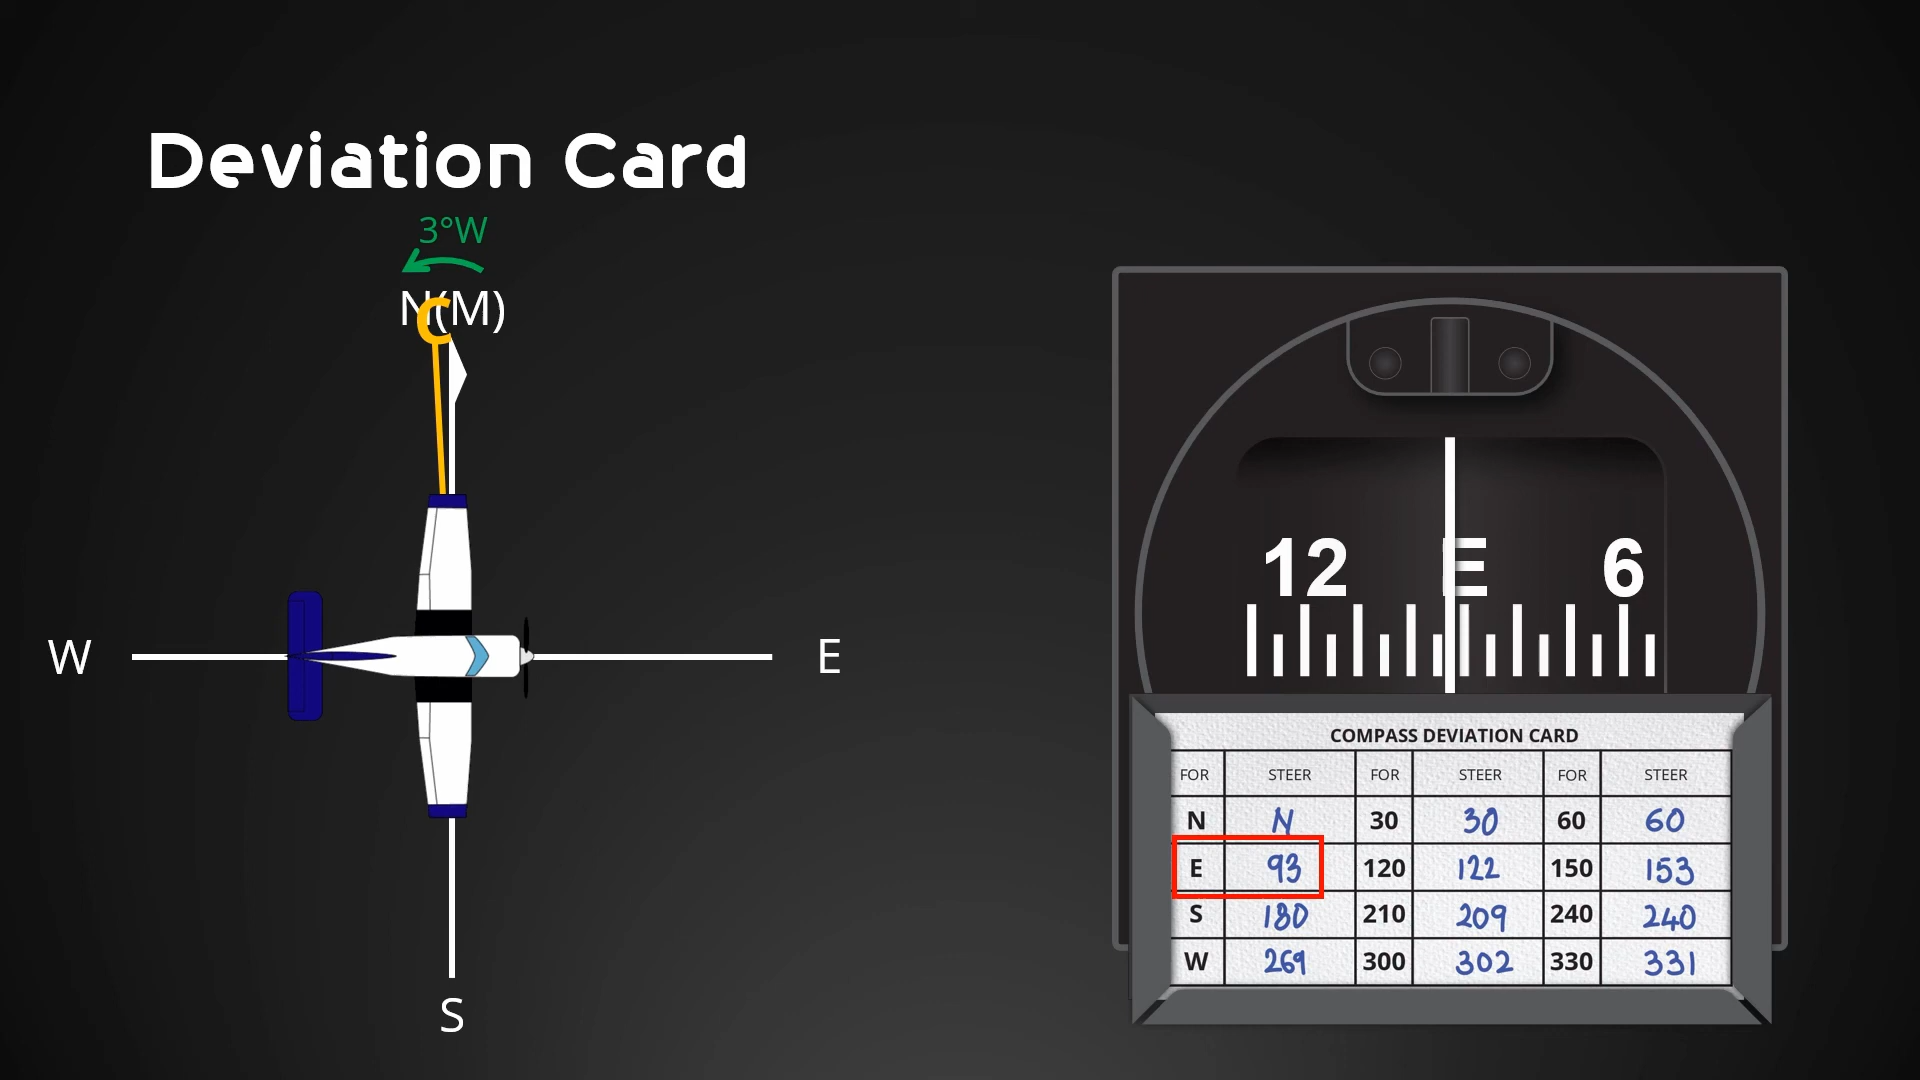 Deviation Card
3°W
N(M)
C
W
E
S
12 E 6
COMPASS DEVIATION CARD
FOR STEER FOR STEER FOR STEER
N N 30 30 60 60
E 93 120 122 150 153
S 180 210 209 240 240
W 269 300 302 330 331